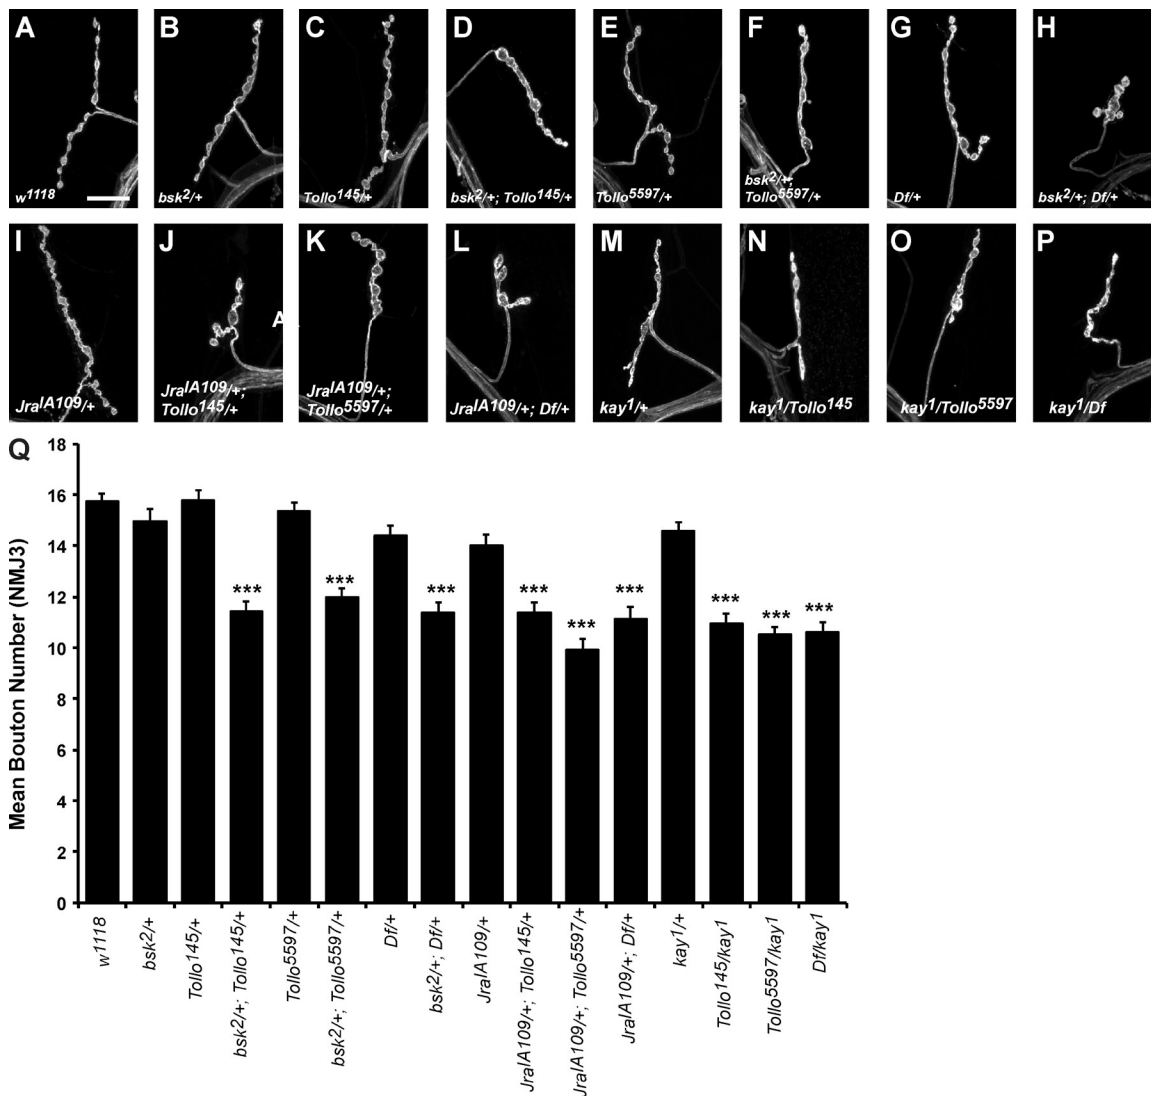 A
w1118
B
bsk2/+
C
Tollo145/+
D
bsk2/+; Tollo145/+
E
Tollo5597/+
F
bsk2/+;
Tollo5597/+
G
Df/+
H
bsk2/+; Df/+
I
JraIA109/+
J
A
JraIA109/+;
Tollo145/+
K
JraIA109/+;
Tollo5597/+
L
JraIA109/+; Df/+
M
kay1/+
N
kay1/Tollo145
O
kay1/Tollo5597
P
kay1/Df
Q
Mean Bouton Number (NMJ3)
18
16
14
12
10
8
6
4
2
0
***
***
***
***
***
***
***
***
***
w1118
bsk2/+
Tollo145/+
bsk2/+; Tollo145/+
Tollo5597/+
bsk2/+; Tollo5597/+
Df/+
bsk2/+; Df/+
JraIA109/+
JraIA109/+; Tollo145/+
JraIA109/+; Tollo5597/+
JraIA109/+; Df/+
kay1/+
Tollo145/kay1
Tollo5597/kay1
Df/kay1